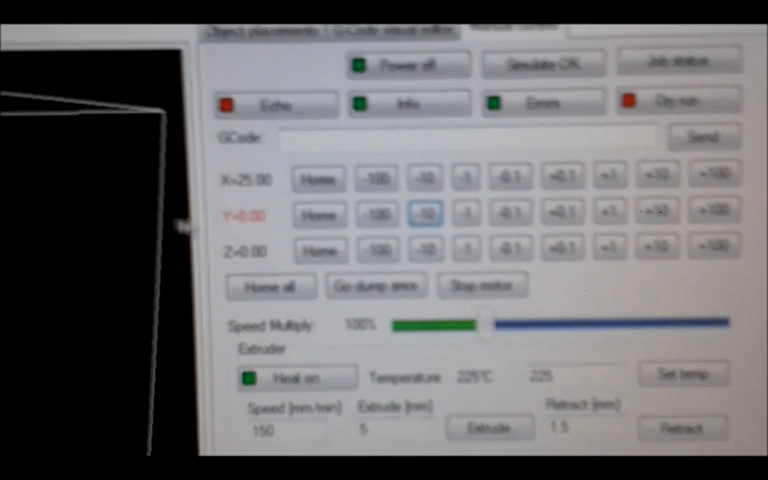 Object placements G-Code visual editor Manual control
Power off Simulate OK Job status
Echo Info Errors Dry run
GCode: Send
X=25.00 Home -100 -10 -1 -0.1 +0.1 +1 +10 +100
Y=0.00 Home -100 -10 -1 -0.1 +0.1 +1 +10 +100
Z=0.00 Home -100 -10 -1 -0.1 +0.1 +1 +10 +100
Home all Go dump area Stop motor
Speed Multiply: 100%
Extruder
Heat on Temperature 225°C 225 Set temp
Speed [mm/min] Extrude [mm] Retract [mm]
150 5 Extrude 1.5 Retract